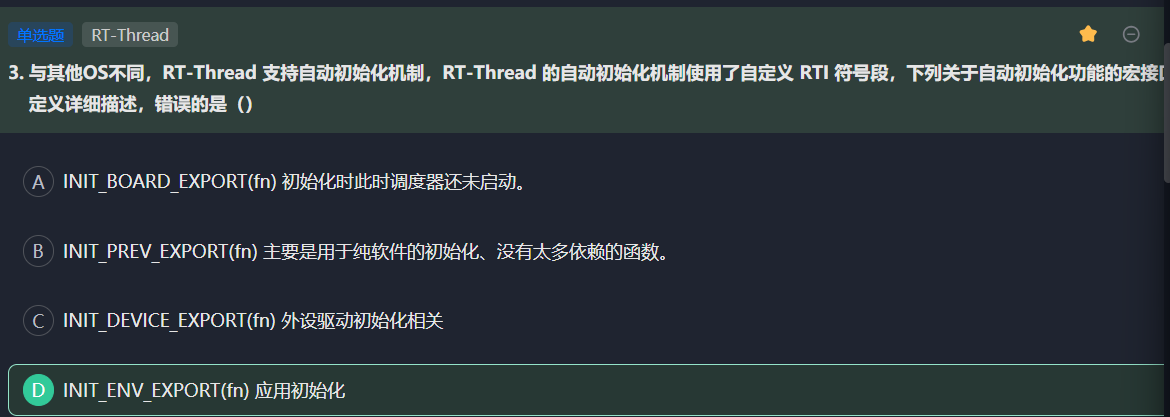 单选题 RT-Thread
3. 与其他OS不同，RT-Thread 支持自动初始化机制，RT-Thread 的自动初始化机制使用了自定义 RTI 符号段，下列关于自动初始化功能的宏接口
定义详细描述，错误的是（）
A INIT_BOARD_EXPORT(fn) 初始化时此时调度器还未启动。
B INIT_PREV_EXPORT(fn) 主要是用于纯软件的初始化、没有太多依赖的函数。
C INIT_DEVICE_EXPORT(fn) 外设驱动初始化相关
D INIT_ENV_EXPORT(fn) 应用初始化